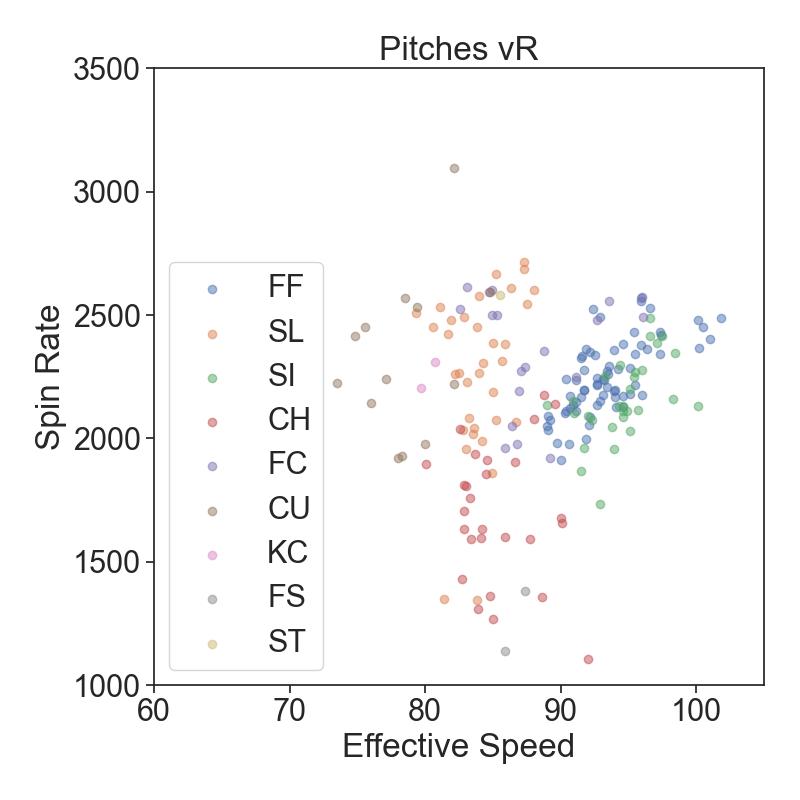 Pitches vR
3500
3000
2500
2000
1500
1000
Spin Rate
FF
SL
SI
CH
FC
CU
KC
FS
ST
60 70 80 90 100
Effective Speed